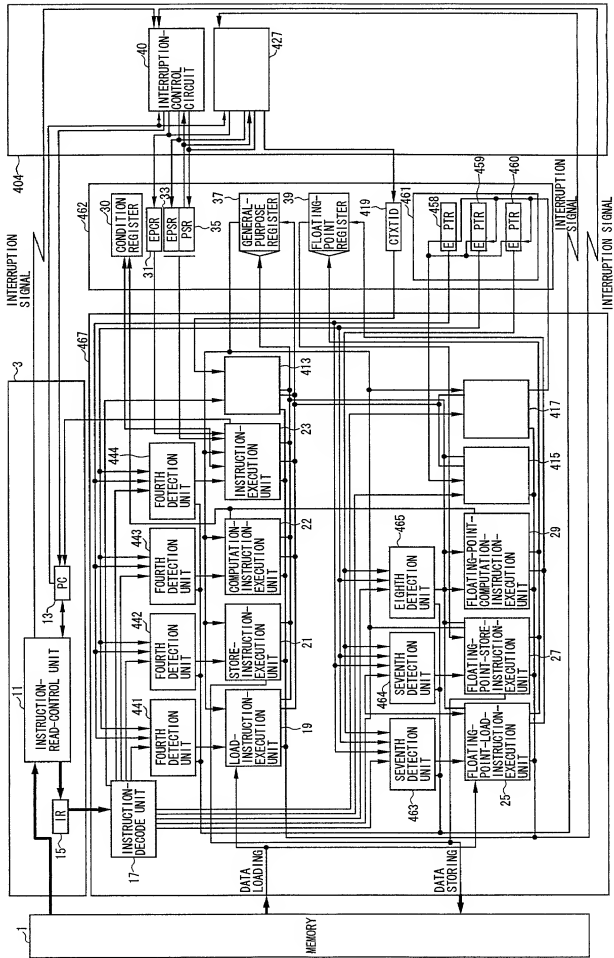 INTERRUPTION
SIGNAL
404
INTERRUPTION-
CONTROL
CIRCUIT
40
427
462
30
CONDITION
REGISTER
EPCR
31
33
EPSR
PSR
35
37
GENERAL-
PURPOSE
REGISTER
39
FLOATING-
POINT
REGISTER
CTXTID
419
461
458
E
PTR
459
E
PTR
460
E
PTR
INTERRUPTION
SIGNAL
INTERRUPTION SIGNAL
3
467
11
INSTRUCTION-
READ-CONTROL UNIT
13
PC
15
IR
17
INSTRUCTION-
DECODE UNIT
441
FOURTH
DETECTION
UNIT
442
FOURTH
DETECTION
UNIT
443
FOURTH
DETECTION
UNIT
444
FOURTH
DETECTION
UNIT
LOAD-
INSTRUCTION
EXECUTION
UNIT
19
STORE-
INSTRUCTION-
EXECUTION
UNIT
21
COMPUTATION-
INSTRUCTION-
EXECUTION
UNIT
22
INSTRUCTION-
EXECUTION
UNIT
23
413
463
SEVENTH
DETECTION
UNIT
464
SEVENTH
DETECTION
UNIT
465
EIGHTH
DETECTION
UNIT
FLOATING-
POINT-LOAD-
INSTRUCTION
EXECUTION
UNIT
25
FLOATING-
POINT-STORE-
INSTRUCTION-
EXECUTION
UNIT
27
FLOATING-POINT-
COMPUTATION-
INSTRUCTION-
EXECUTION
UNIT
29
415
417
DATA
LOADING
DATA
STORING
1
MEMORY